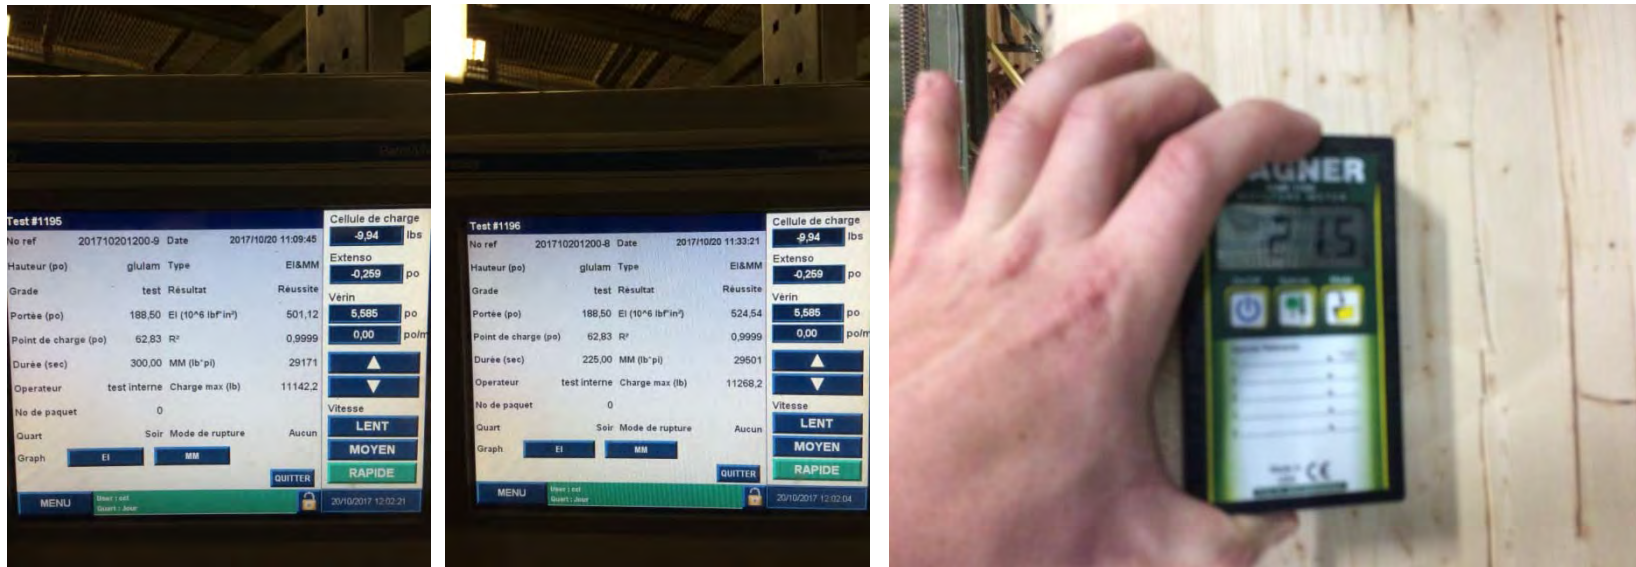 Test #1195
No ref 201710201200-9 Date 2017/10/20 11:09:45
Hauteur (po) glulam Type EI&MM
Grade test Résultat Réussite
Portée (po) 188,50 EI (10^6 lbf*in²) 501,12
Point de charge (po) 62,83 R² 0,9999
Durée (sec) 300,00 MM (lb*pi) 29171
Operateur test interne Charge max (lb) 11142,2
No de paquet 0
Quart Soir Mode de rupture Aucun
Graph EI MM
QUITTER
Cellule de charge
-9,94 lbs
Extenso
-0,259 po
Vérin
5,585 po
0,00 po/m
Vitesse
LENT
MOYEN
RAPIDE
MENU
Quart : Jour
20/10/2017 12:02:21
Test #1196
No ref 201710201200-8 Date 2017/10/20 11:33:21
Hauteur (po) glulam Type EI&MM
Grade test Résultat Réussite
Portée (po) 188,50 EI (10^6 lbf*in²) 524,54
Point de charge (po) 62,83 R² 0,9999
Durée (sec) 225,00 MM (lb*pi) 29501
Operateur test interne Charge max (lb) 11268,2
No de paquet 0
Quart Soir Mode de rupture Aucun
Graph EI MM
QUITTER
Cellule de charge
-9,94 lbs
Extenso
-0,259 po
Vérin
5,585 po
0,00 po/m
Vitesse
LENT
MOYEN
RAPIDE
MENU
Quart : Jour
20/10/2017 12:02:04
AGNER
21.5
CE